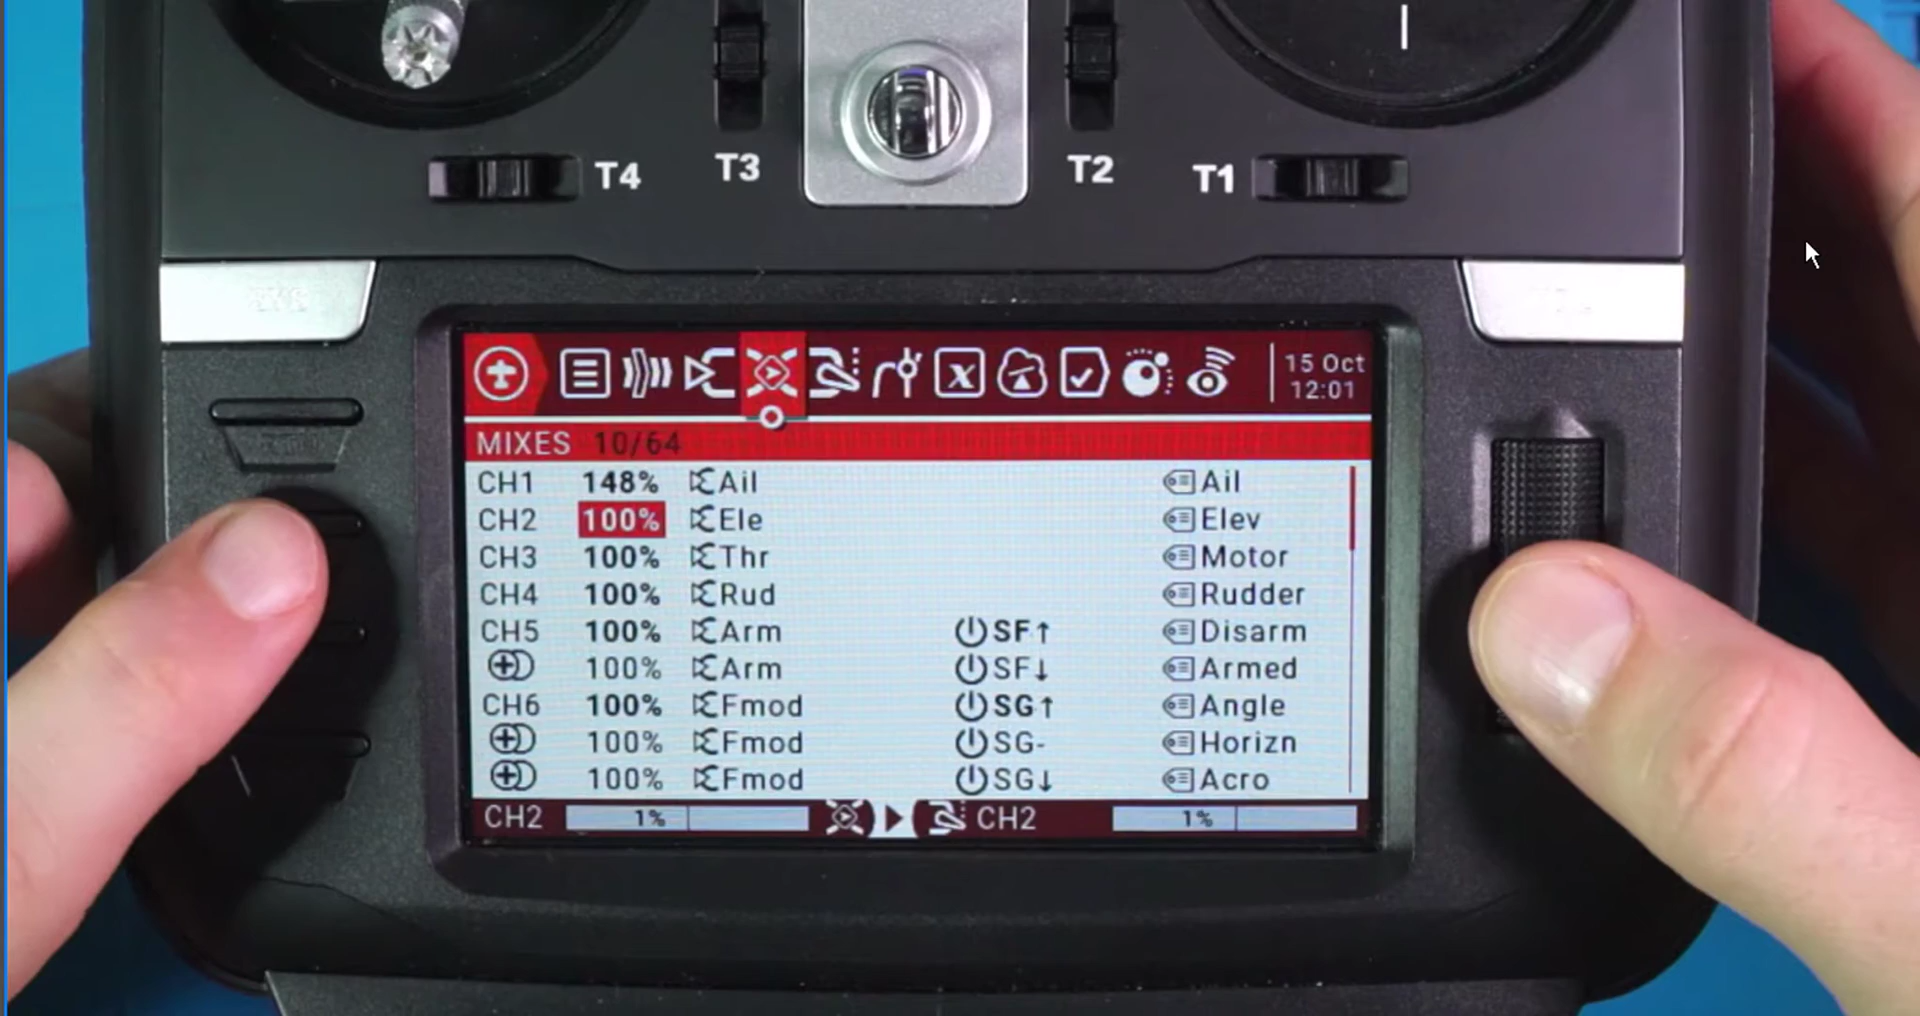 T4 T3 T2 T1
15 Oct
12:01
MIXES 10/64
CH1 148% Ail Ail
CH2 100% Ele Elev
CH3 100% Thr Motor
CH4 100% Rud Rudder
CH5 100% Arm SF↑ Disarm
100% Arm SF↓ Armed
CH6 100% Fmod SG↑ Angle
100% Fmod SG- Horizn
100% Fmod SG↓ Acro
CH2 1% CH2 1%